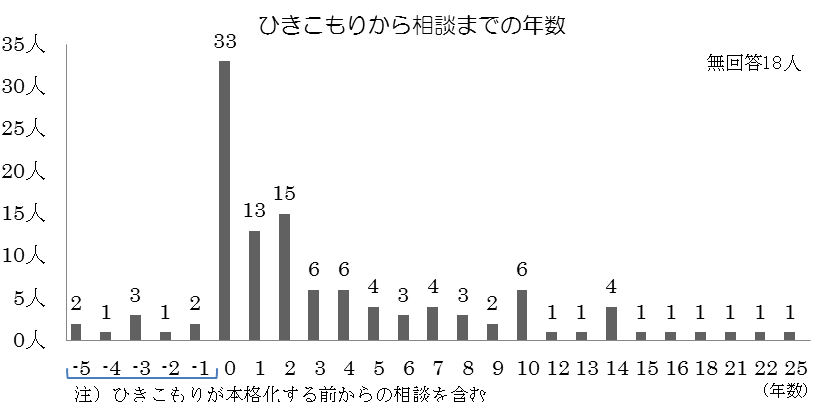 ひきこもりから相談までの年数
無回答18人
35人
30人
25人
20人
15人
10人
5人
0人
2 1 3 1 2 33 13 15 6 6 4 3 4 3 2 6 1 1 4 1 1 1 1 1 1
-5 -4 -3 -2 -1 0 1 2 3 4 5 6 7 8 9 10 12 13 14 15 16 18 21 22 25
(年数)
注）ひきこもりが本格化する前からの相談を含む